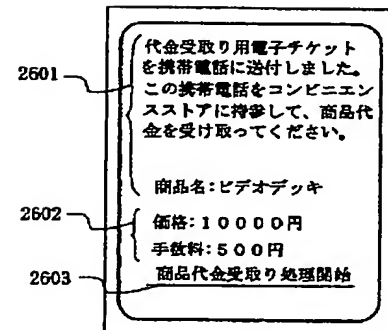 代金受取り用電子チケット
を携帯電話に送付しました。
この携帯電話をコンビニエン
スストアに持参して、商品代
金を受け取ってください。
2601
商品名:ビデオデッキ
2602
価格:10000円
手数料:500円
2603
商品代金受取り処理開始